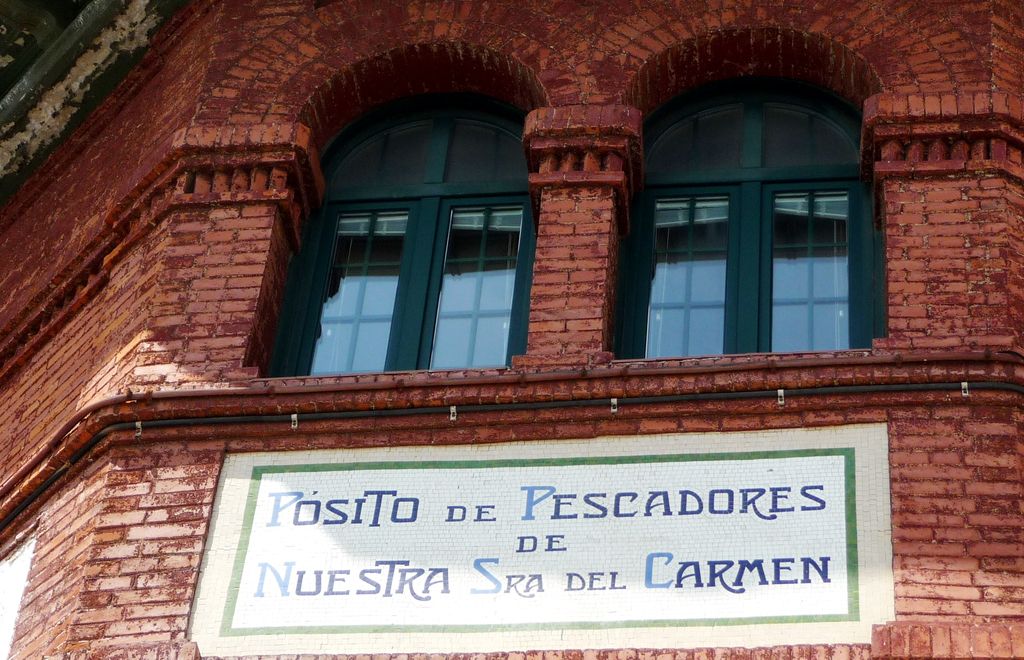 PÓSITO DE PESCADORES
DE
NUESTRA SRA DEL CARMEN